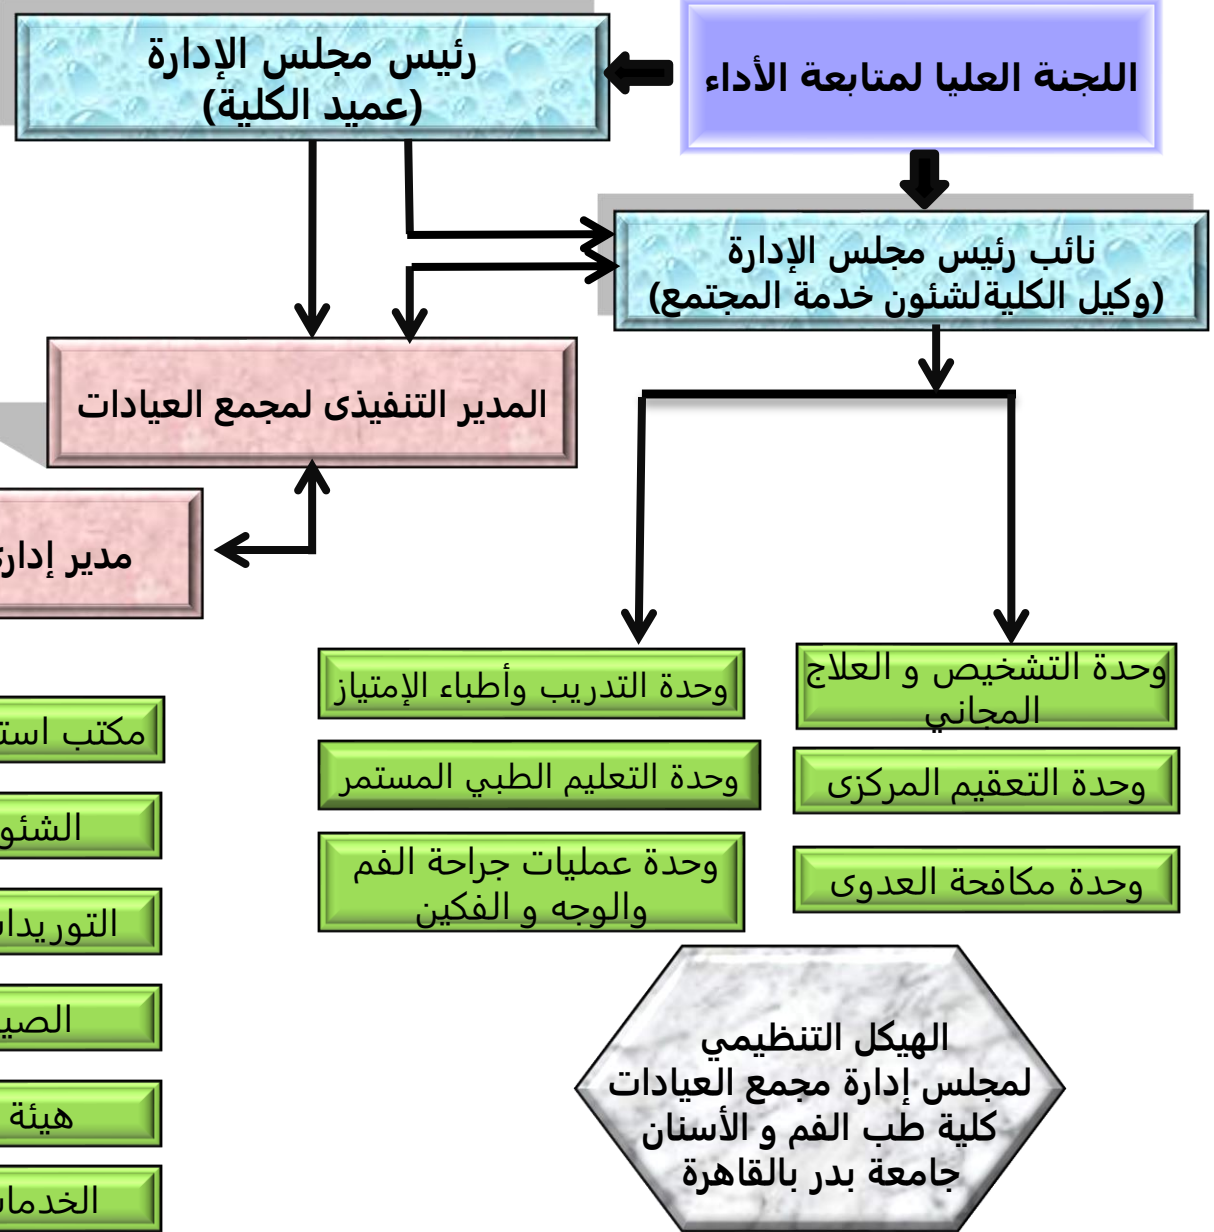 اللجنة العليا لمتابعة الأداء
رئيس مجلس الإدارة
(عميد الكلية)
نائب رئيس مجلس الإدارة
(وكيل الكليةلشئون خدمة المجتمع)
المدير التنفيذى لمجمع العيادات
مدير
وحدة التشخيص و العلاج
المجاني
وحدة التعقيم المركزى
وحدة مكافحة العدوى
وحدة التدريب وأطباء الإمتياز
وحدة التعليم الطبي المستمر
وحدة عمليات جراحة الفم
والوجه و الفكين
مكتب
هيئة
الهيكل التنظيمي
لمجلس إدارة مجمع العيادات
كلية طب الفم و الأسنان
جامعة بدر بالقاهرة